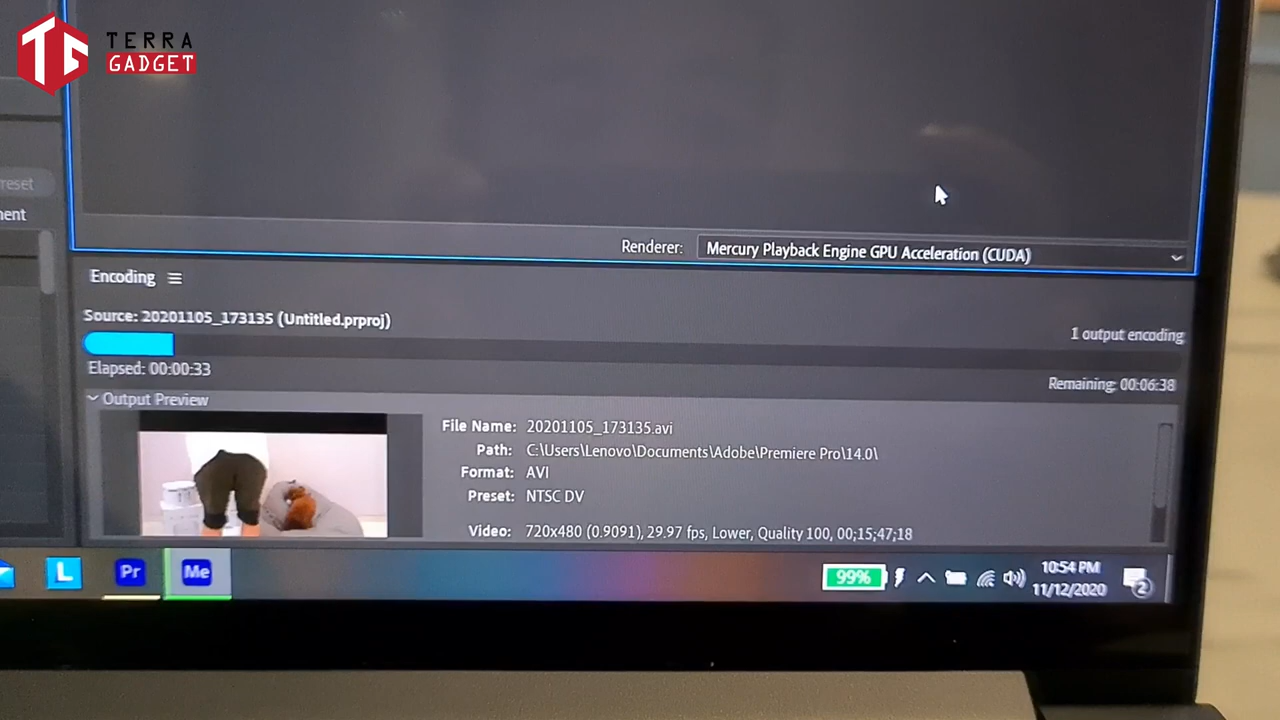 TERRA
GADGET
reset
ment
Renderer: Mercury Playback Engine GPU Acceleration (CUDA)
Encoding
Source: 20201105_173135 (Untitled.prproj)
1 output encoding
Elapsed: 00:00:33
Remaining: 00:06:38
Output Preview
File Name: 20201105_173135.avi
Path: C:\Users\Lenovo\Documents\Adobe\Premiere Pro\14.0\
Format: AVI
Preset: NTSC DV
Video: 720x480 (0.9091), 29.97 fps, Lower, Quality 100, 00;15;47;18
L
Pr
Me
99%
10:54 PM
11/12/2020
2